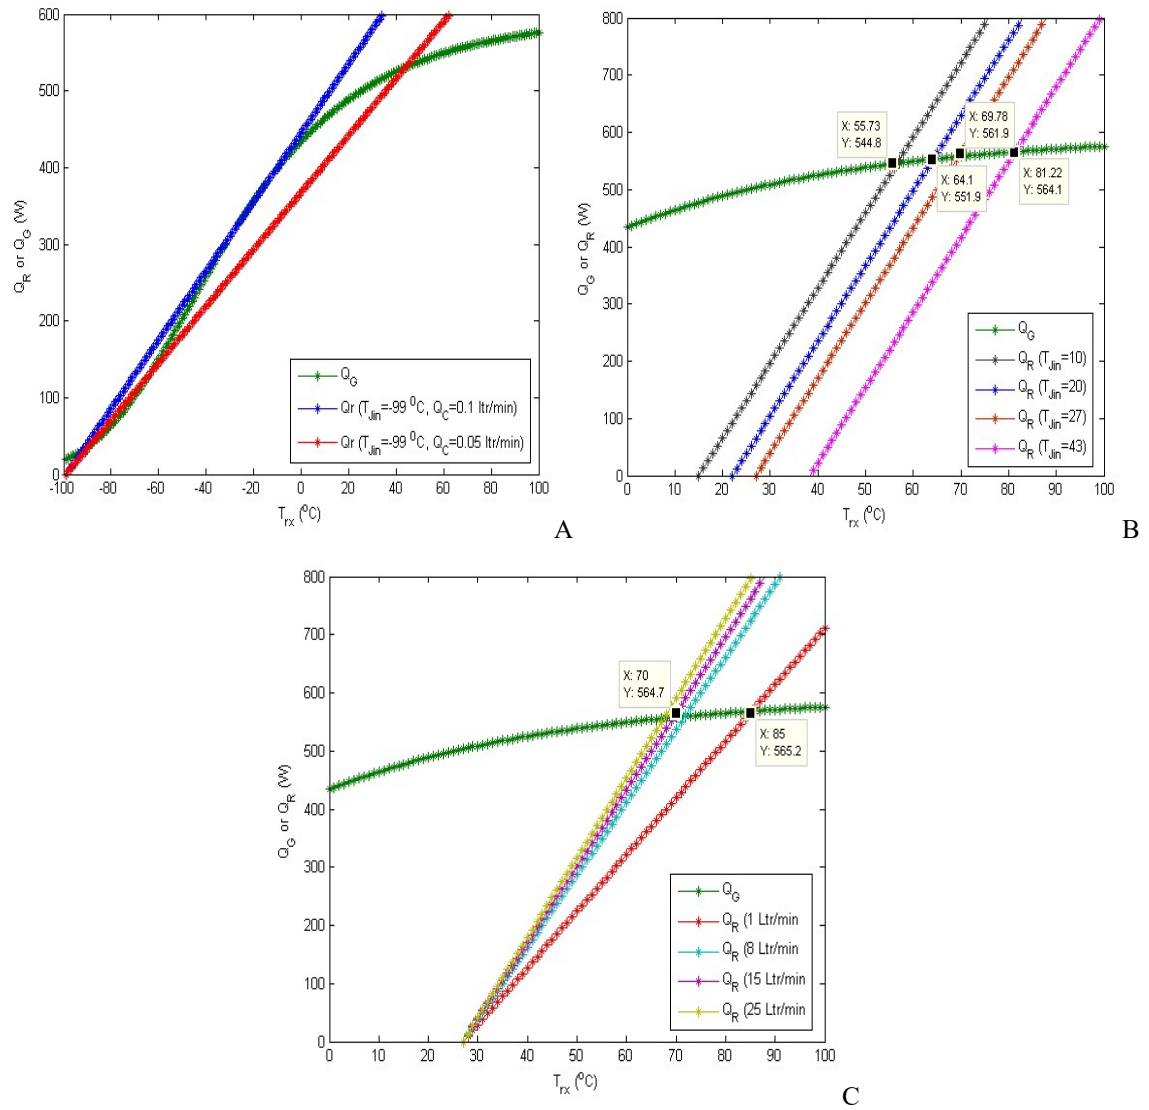 600
500
400
300
200
100
0
Q_R or Q_G (W)
-100 -80 -60 -40 -20 0 20 40 60 80 100
T_rx (⁰C)
Q_G
Qr (T_Jin=-99 ⁰C, Q_C=0.1 ltr/min)
Qr (T_Jin=-99 ⁰C, Q_C=0.05 ltr/min)
A
800
700
600
500
400
300
200
100
0
Q_G or Q_R (W)
0 10 20 30 40 50 60 70 80 90 100
T_rx (⁰C)
X: 55.73
Y: 544.8
X: 69.78
Y: 561.9
X: 64.1
Y: 551.9
X: 81.22
Y: 564.1
Q_G
Q_R (T_Jin=10)
Q_R (T_Jin=20)
Q_R (T_Jin=27)
Q_R (T_Jin=43)
B
800
700
600
500
400
300
200
100
0
Q_G or Q_R (W)
0 10 20 30 40 50 60 70 80 90 100
T_rx (⁰C)
X: 70
Y: 564.7
X: 85
Y: 565.2
Q_G
Q_R (1 Ltr/min
Q_R (8 Ltr/min
Q_R (15 Ltr/min
Q_R (25 Ltr/min
C